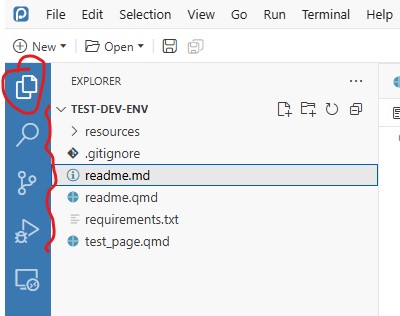 File Edit Selection View Go Run Terminal Help
New Open
EXPLORER
TEST-DEV-ENV
resources
.gitignore
readme.md
readme.qmd
requirements.txt
test_page.qmd